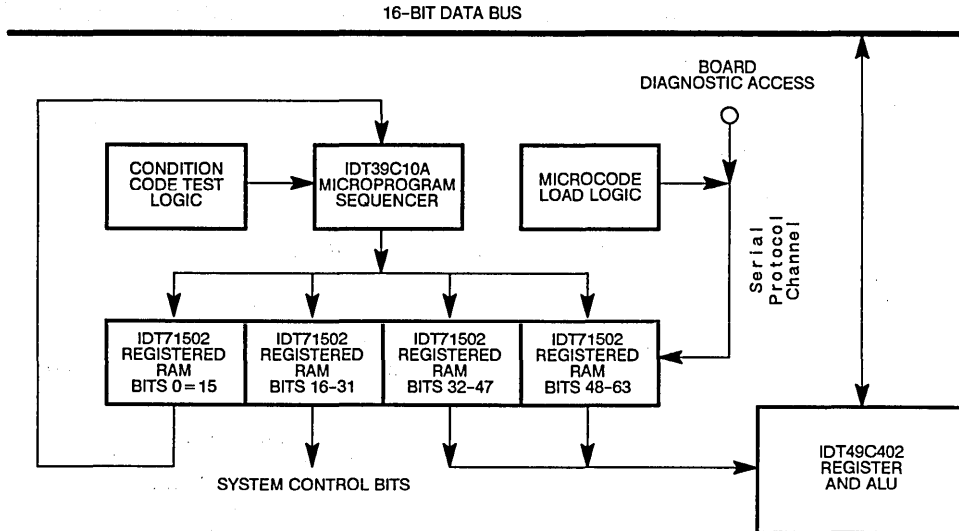 16-BIT DATA BUS
BOARD
DIAGNOSTIC ACCESS
CONDITION
CODE TEST
LOGIC
IDT39C10A
MICROPROGRAM
SEQUENCER
MICROCODE
LOAD LOGIC
Serial
Protocol
Channel
IDT71502
REGISTERED
RAM
BITS 0=15
IDT71502
REGISTERED
RAM
BITS 16-31
IDT71502
REGISTERED
RAM
BITS 32-47
IDT71502
REGISTERED
RAM
BITS 48-63
SYSTEM CONTROL BITS
IDT49C402
REGISTER
AND ALU